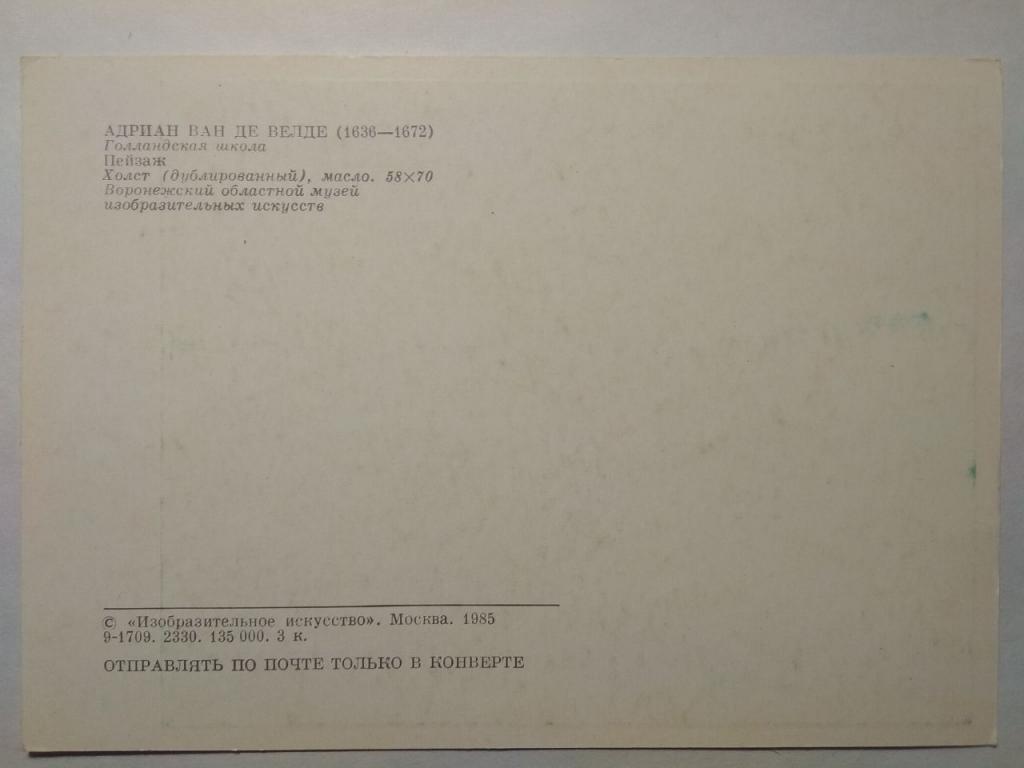 АДРИАН ВАН ДЕ ВЕЛДЕ (1636—1672)
Голландская школа
Пейзаж
Холст (дублированный), масло. 58×70
Воронежский областной музей
изобразительных искусств
© «Изобразительное искусство». Москва. 1985
9-1709. 2330. 135 000. 3 к.
ОТПРАВЛЯТЬ ПО ПОЧТЕ ТОЛЬКО В КОНВЕРТЕ